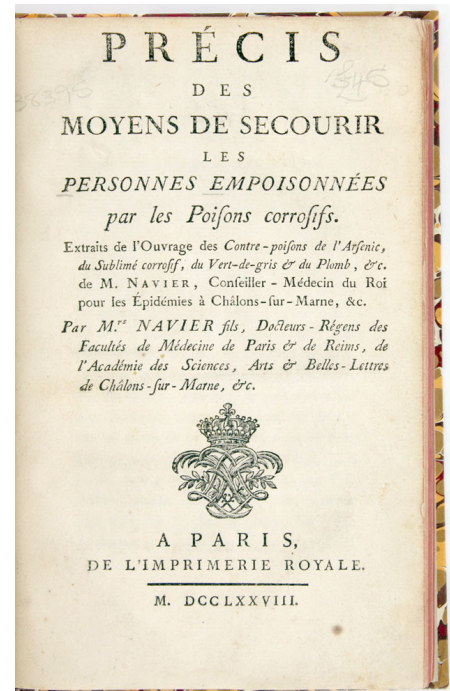 PRÉCIS
DES
MOYENS DE SECOURIR
LES
PERSONNES EMPOISONNÉES
par les Poiſons corroſifs.
Extraits de l'Ouvrage des Contre-poiſons de l'Arſenic,
du Sublimé corroſif, du Vert-de-gris & du Plomb, &c.
de M. NAVIER, Conſeiller-Médecin du Roi
pour les Épidémies à Châlons-ſur-Marne, &c.
Par M.rs NAVIER fils, Docteurs-Régens des
Facultés de Médecine de Paris & de Reims, de
l'Académie des Sciences, Arts & Belles-Lettres
de Châlons-ſur-Marne, &c.
A PARIS,
DE L'IMPRIMERIE ROYALE.
M. DCCLXXVIII.